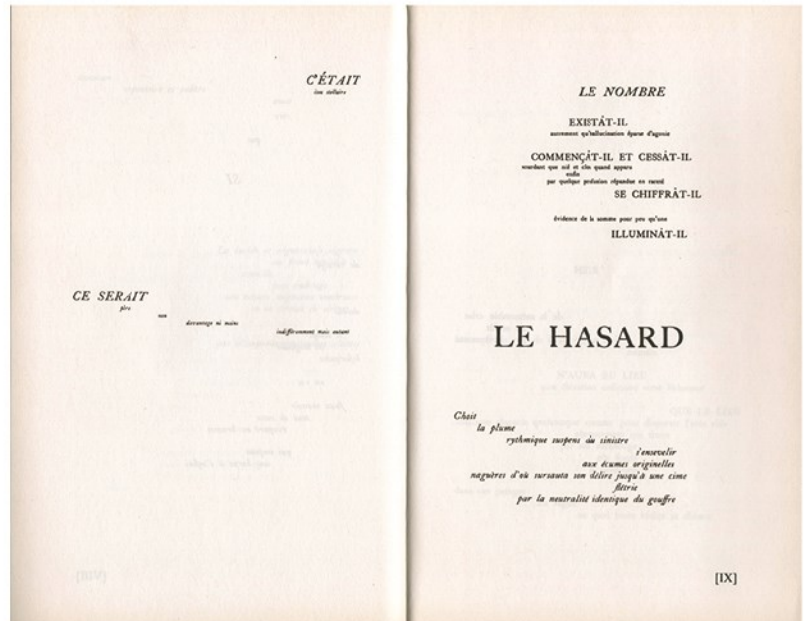 C'ÉTAIT
issu stellaire
CE SERAIT
pire
non
davantage ni moins
indifféremment mais autant
[VIII]
LE NOMBRE
EXISTÂT-IL
autrement qu'hallucination éparse d'agonie
COMMENÇÂT-IL ET CESSÂT-IL
sourdant que nié et clos quand apparu
enfin
par quelque profusion répandue en rareté
SE CHIFFRÂT-IL
évidence de la somme pour peu qu'une
ILLUMINÂT-IL
LE HASARD
Choit
la plume
rythmique suspens du sinistre
s'ensevelir
aux écumes originelles
naguères d'où sursauta son délire jusqu'à une cime
flétrie
par la neutralité identique du gouffre
[IX]